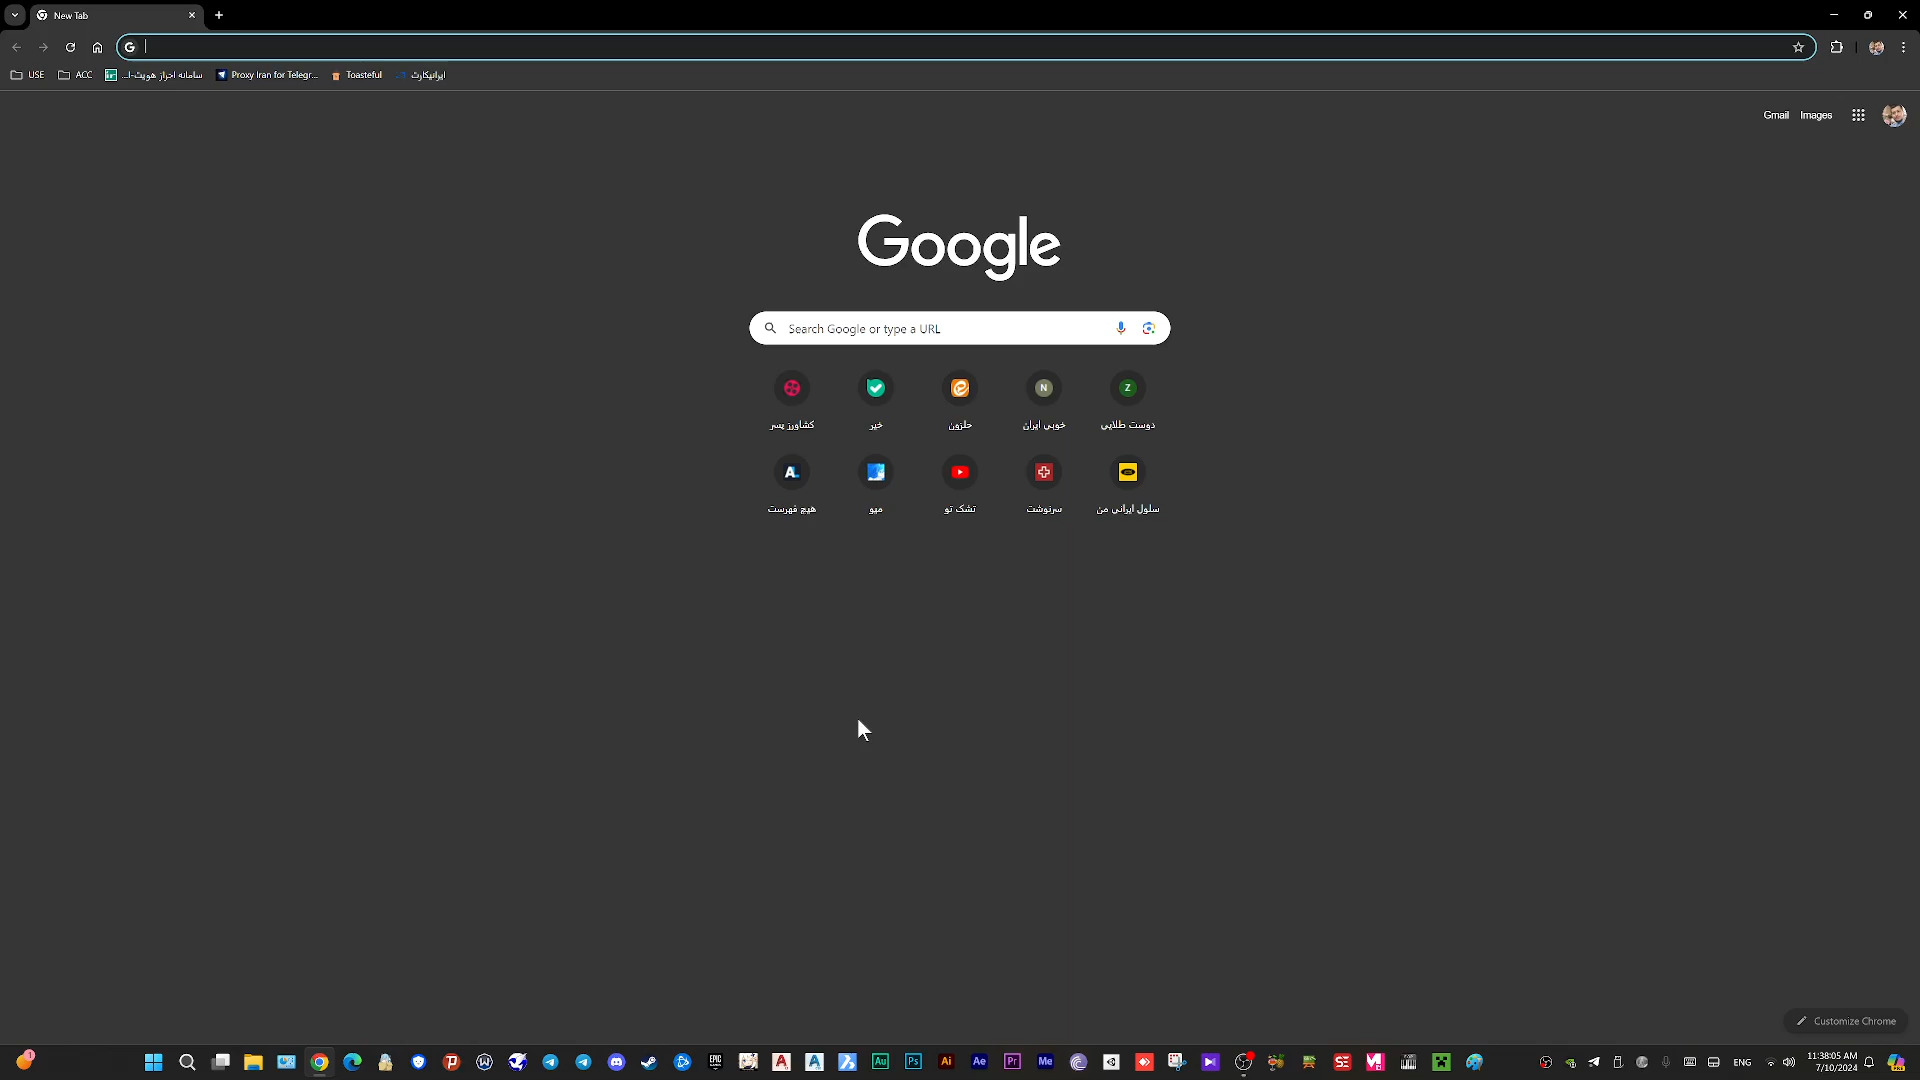 New Tab
USE
ACC
سامانه احراز هویت-ا...
Proxy Iran for Telegr...
Toasteful
ایرانیکارت
Gmail
Images
Google
Search Google or type a URL
کشاورز پسر
خیر
حلزون
خوبی ایران
دوست طلایی
هیچ فهرست
میو
تشک تو
سرنوشت
سلول ایرانی من
Customize Chrome
ENG
11:38:05 AM
7/10/2024